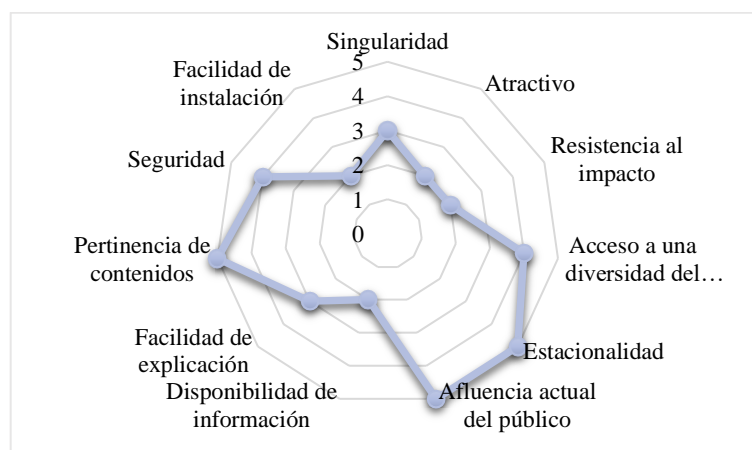 Singularidad
Atractivo
Resistencia al
impacto
Acceso a una
diversidad del…
Estacionalidad
Afluencia actual
del público
Disponibilidad de
información
Facilidad de
explicación
Pertinencia de
contenidos
Seguridad
Facilidad de
instalación
5
4
3
2
1
0